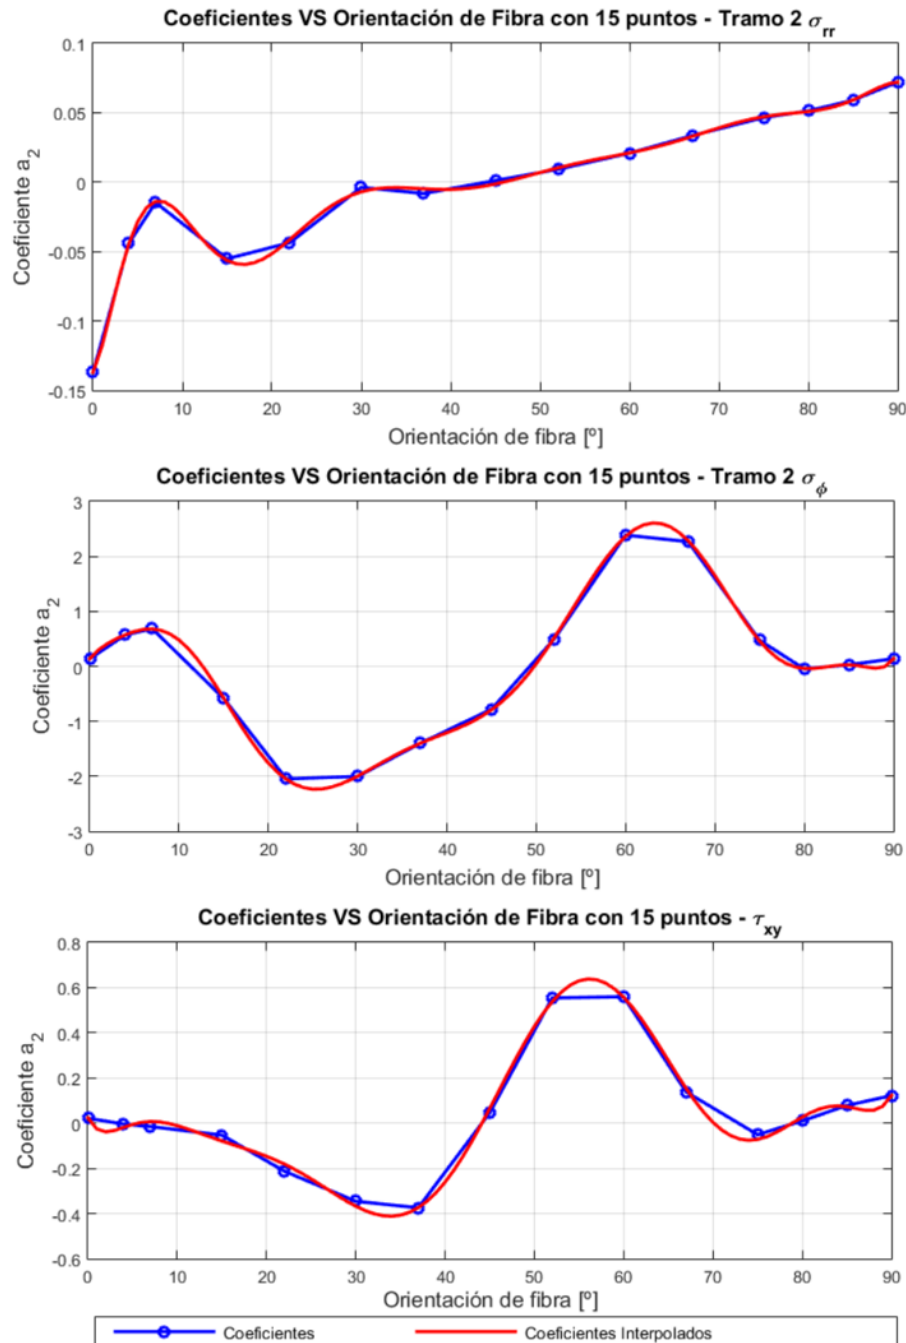 Coeficientes VS Orientación de Fibra con 15 puntos - Tramo 2 σrr
0.1
0.05
0
-0.05
-0.1
-0.15
Coeficiente a2
0 10 20 30 40 50 60 70 80 90
Orientación de fibra [º]
Coeficientes VS Orientación de Fibra con 15 puntos - Tramo 2 σϕ
3
2
1
0
-1
-2
-3
Coeficiente a2
0 10 20 30 40 50 60 70 80 90
Orientación de fibra [º]
Coeficientes VS Orientación de Fibra con 15 puntos - τxy
0.8
0.6
0.4
0.2
0
-0.2
-0.4
-0.6
Coeficiente a2
0 10 20 30 40 50 60 70 80 90
Orientación de fibra [º]
Coeficientes Coeficientes Interpolados